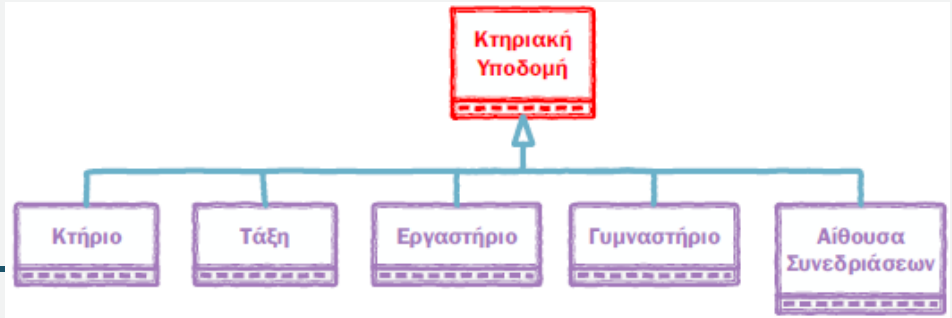 Κτηριακή
Υποδομή
Κτήριο
Τάξη
Εργαστήριο
Γυμναστήριο
Αίθουσα
Συνεδριάσεων